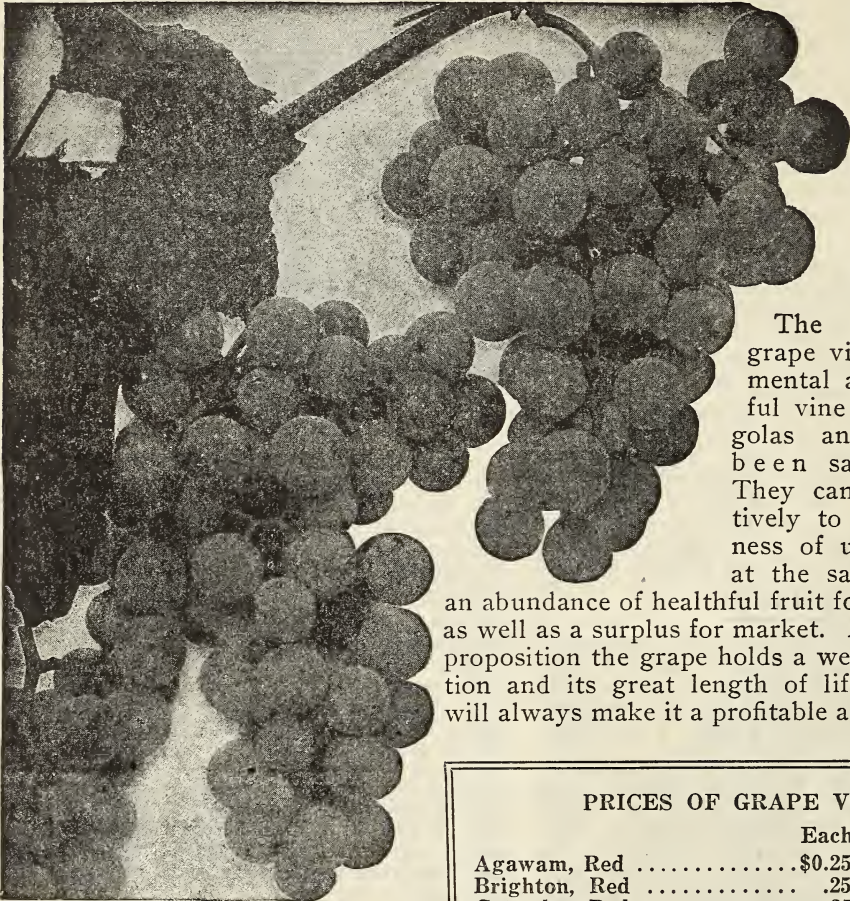 The
grape vi
mental a
ful vine
golas an
been sa
They can
tively to
ness of u
at the sa
an abundance of healthful fruit fo
as well as a surplus for market.
proposition the grape holds a we
tion and its great length of lif
will always make it a profitable a
PRICES OF GRAPE V
Each
Agawam, Red ..............$0.25
Brighton, Red ............. .25